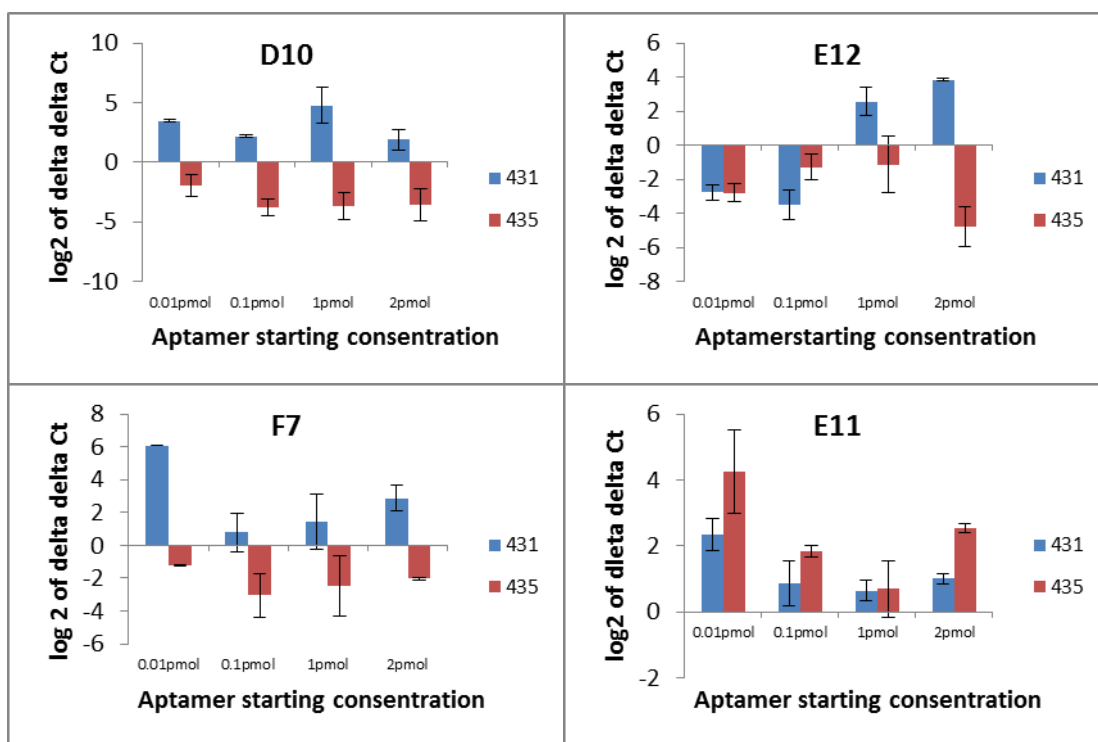 D10
log2 of delta delta Ct
10
5
0
-5
-10
0.01pmol 0.1pmol 1pmol 2pmol
Aptamer starting consentration
431
435
E12
log 2 of delta delta Ct
6
4
2
0
-2
-4
-6
-8
0.01pmol 0.1pmol 1pmol 2pmol
Aptamerstarting consentration
431
435
F7
log 2 of delta delta Ct
8
6
4
2
0
-2
-4
-6
0.01pmol 0.1pmol 1pmol 2pmol
Aptamer starting consentration
431
435
E11
log2 of dleta delta Ct
6
4
2
0
-2
0.01pmol 0.1pmol 1pmol 2pmol
Aptamer starting consentration
431
435